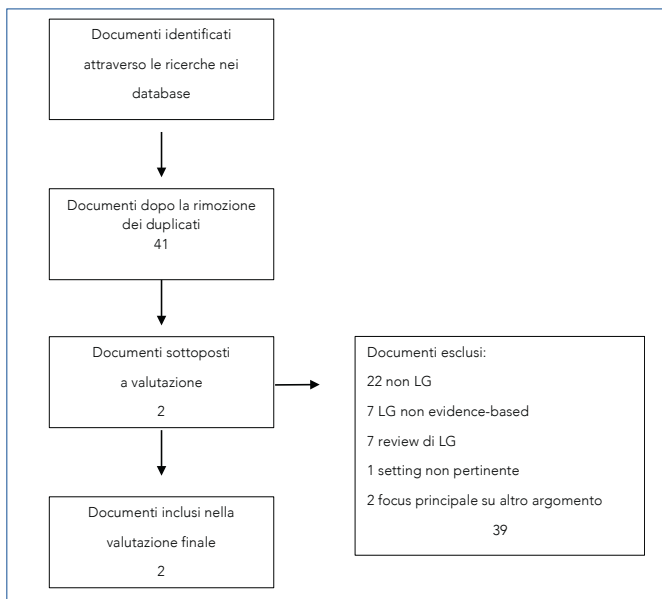 Documenti identificati
attraverso le ricerche nei
database
Documenti dopo la rimozione
dei duplicati
41
Documenti sottoposti
a valutazione
2
Documenti esclusi:
22 non LG
7 LG non evidence-based
7 review di LG
1 setting non pertinente
2 focus principale su altro argomento
39
Documenti inclusi nella
valutazione finale
2